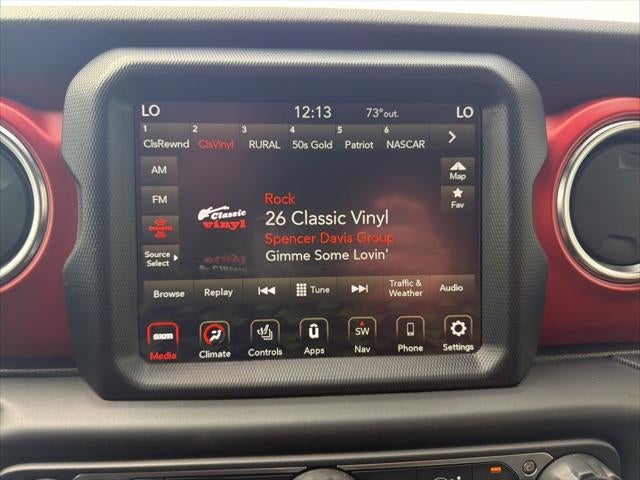 LO 12:13 73°out. LO
1 2 3 4 5 6
ClsRewnd ClsVinyl RURAL 50s Gold Patriot NASCAR
AM
Map
FM
Fav
Rock
Classic
vinyl
26 Classic Vinyl
Spencer Davis Group
Gimme Some Lovin'
Source
Select
Browse Replay Tune Traffic &
Weather Audio
sxm
SW
Media Climate Controls Apps Nav Phone Settings